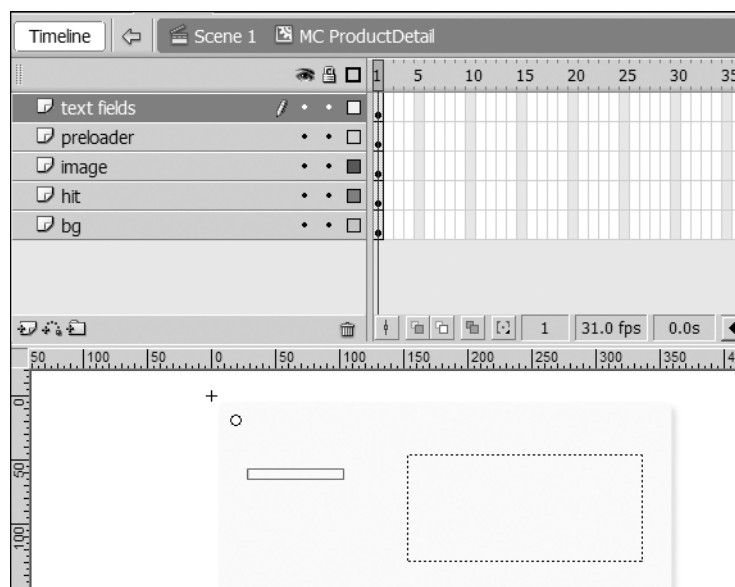 Timeline Scene 1 MC ProductDetail
1 5 10 15 20 25 30 35
text fields
preloader
image
hit
bg
1 31.0 fps 0.0s
50 100 50 0 50 100 150 200 250 300 350 4
0
50
100